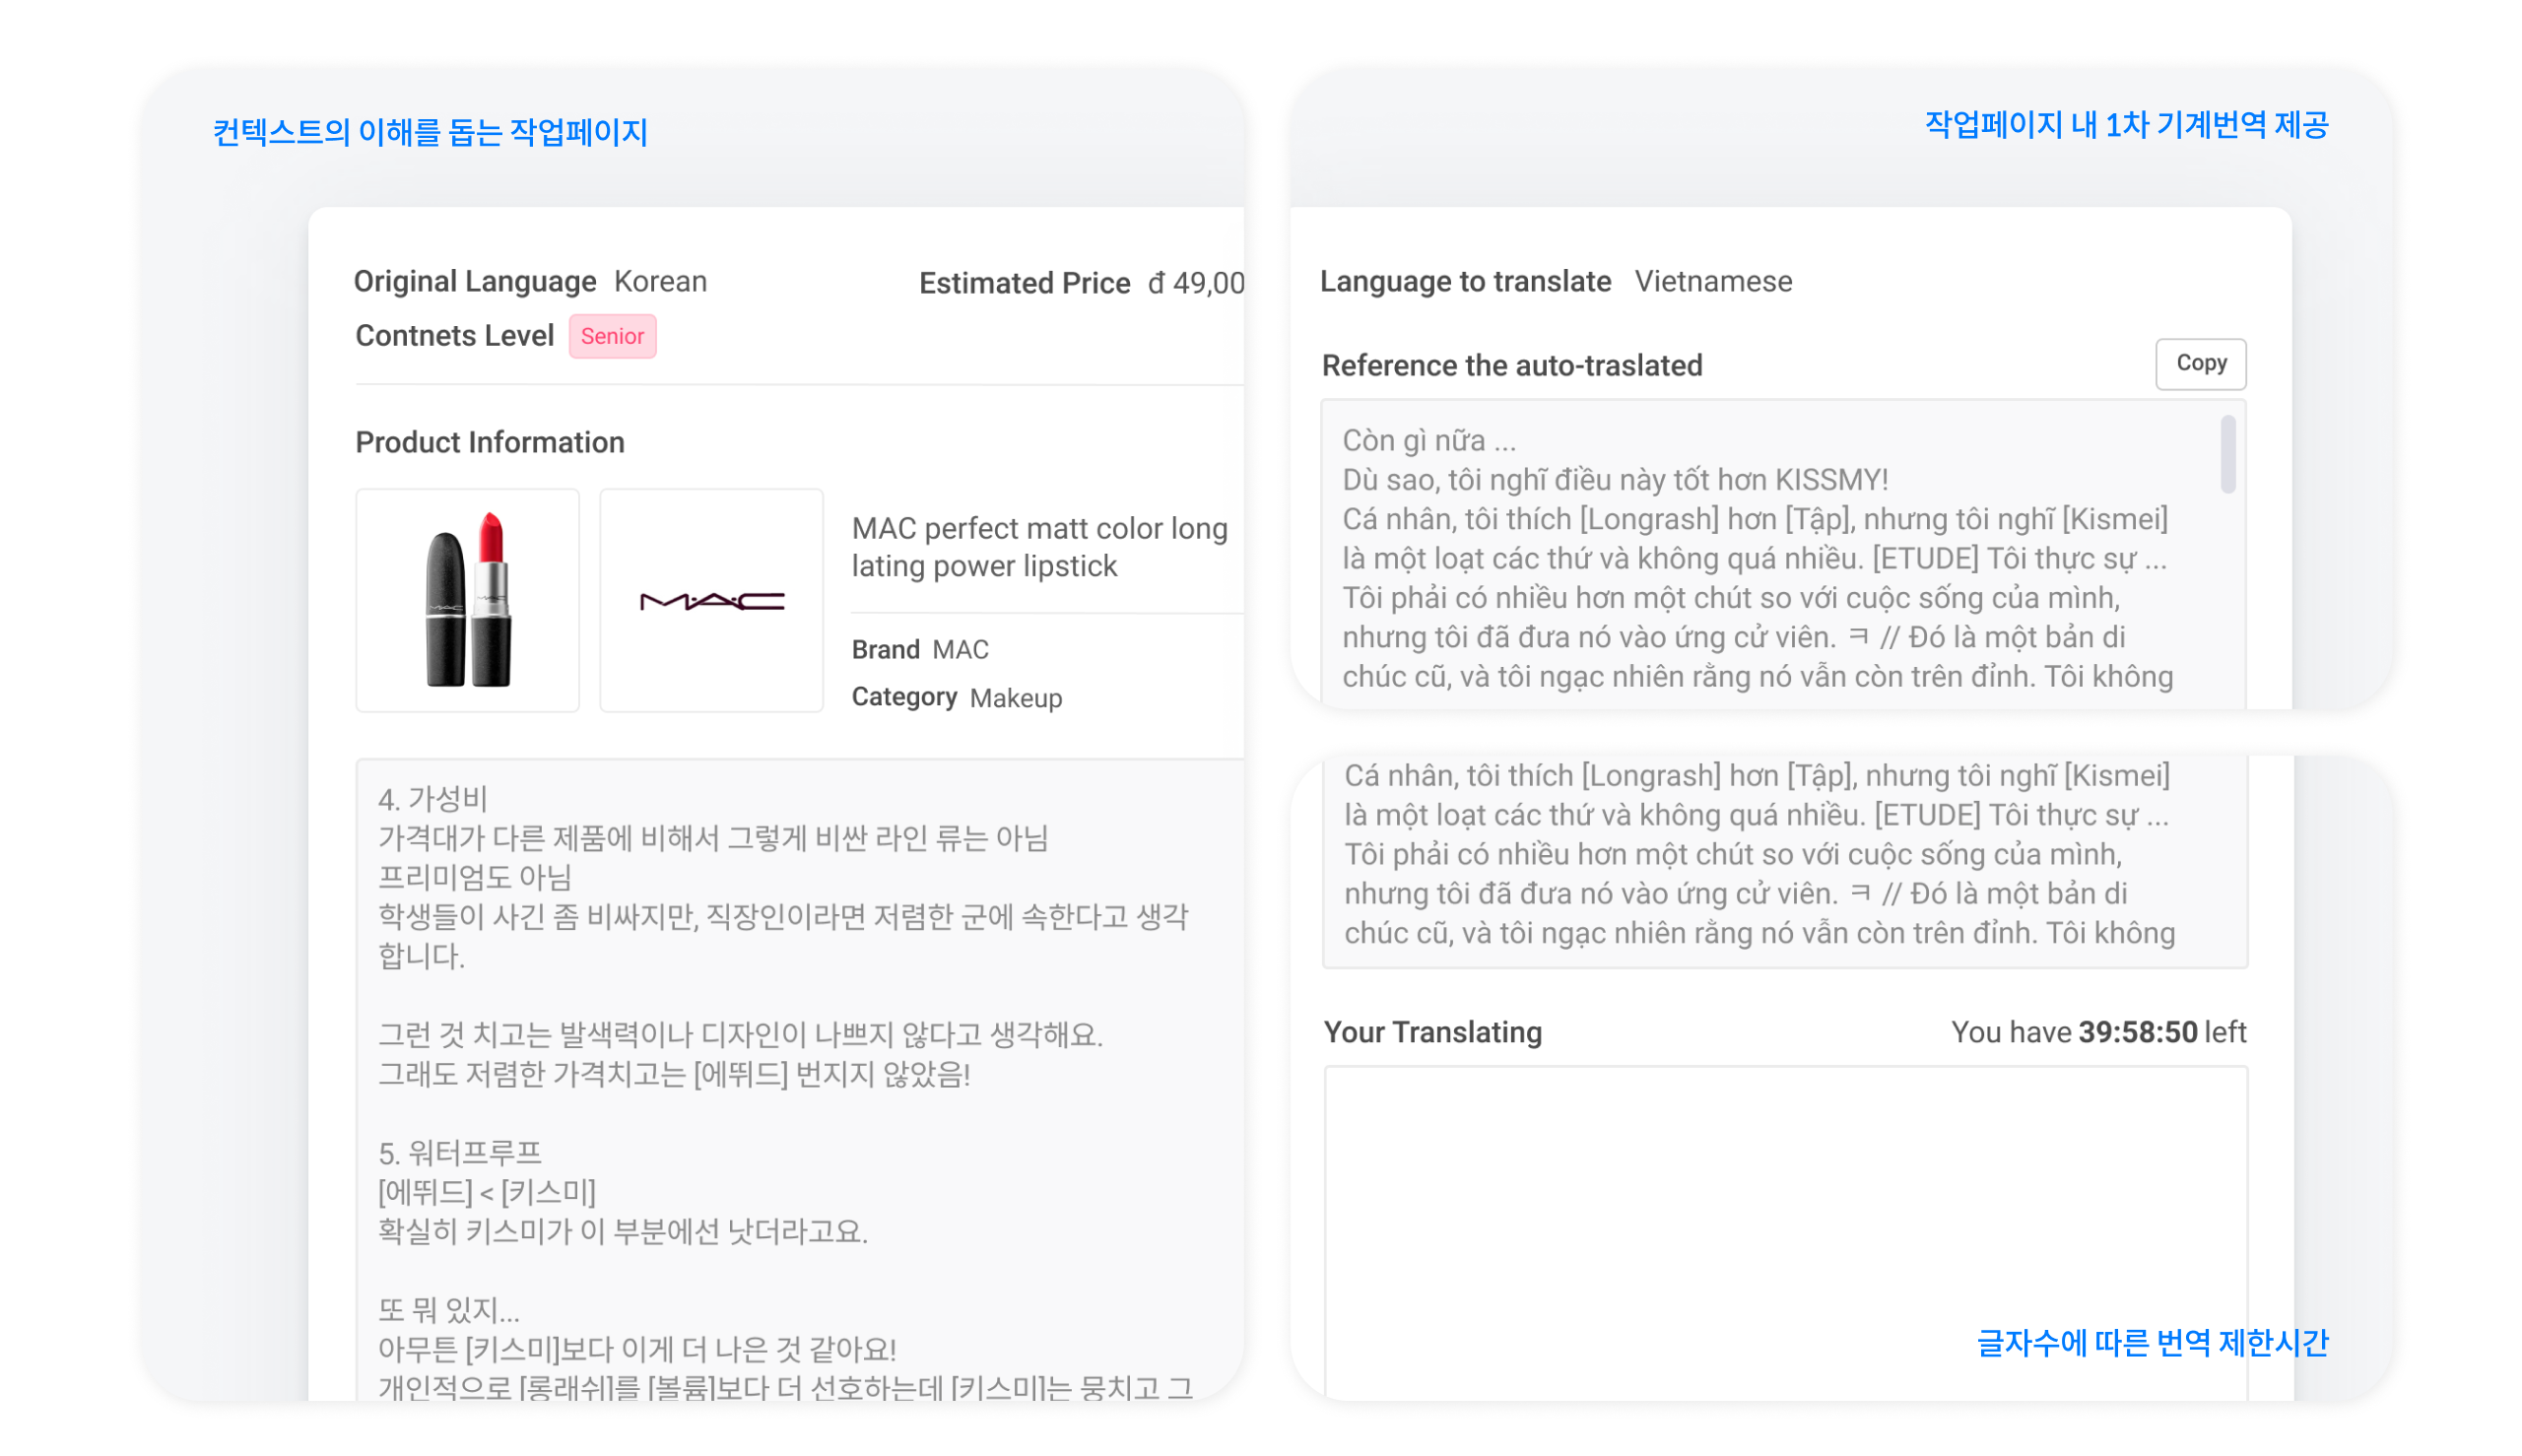 컨텍스트의 이해를 돕는 작업페이지
Original Language Korean
Estimated Price đ 49,00
Contnets Level Senior
Product Information
MAC
MAC
MAC
MAC perfect matt color long
lating power lipstick
Brand MAC
Category Makeup
4. 가성비
가격대가 다른 제품에 비해서 그렇게 비싼 라인 류는 아님
프리미엄도 아님
학생들이 사긴 좀 비싸지만, 직장인이라면 저렴한 군에 속한다고 생각
합니다.
그런 것 치고는 발색력이나 디자인이 나쁘지 않다고 생각해요.
그래도 저렴한 가격치고는 [에뛰드] 번지지 않았음!
5. 워터프루프
[에뛰드] < [키스미]
확실히 키스미가 이 부분에선 낫더라고요.
또 뭐 있지...
아무튼 [키스미]보다 이게 더 나은 것 같아요!
개인적으로 [롱래쉬]를 [볼륨]보다 더 선호하는데 [키스미]는 뭉치고 그
작업페이지 내 1차 기계번역 제공
Language to translate Vietnamese
Reference the auto-traslated
Copy
Còn gì nữa ...
Dù sao, tôi nghĩ điều này tốt hơn KISSMY!
Cá nhân, tôi thích [Longrash] hơn [Tập], nhưng tôi nghĩ [Kismei]
là một loạt các thứ và không quá nhiều. [ETUDE] Tôi thực sự ...
Tôi phải có nhiều hơn một chút so với cuộc sống của mình,
nhưng tôi đã đưa nó vào ứng cử viên. ㅋ // Đó là một bản di
chúc cũ, và tôi ngạc nhiên rằng nó vẫn còn trên đỉnh. Tôi không
Cá nhân, tôi thích [Longrash] hơn [Tập], nhưng tôi nghĩ [Kismei]
là một loạt các thứ và không quá nhiều. [ETUDE] Tôi thực sự ...
Tôi phải có nhiều hơn một chút so với cuộc sống của mình,
nhưng tôi đã đưa nó vào ứng cử viên. ㅋ // Đó là một bản di
chúc cũ, và tôi ngạc nhiên rằng nó vẫn còn trên đỉnh. Tôi không
Your Translating
You have 39:58:50 left
글자수에 따른 번역 제한시간